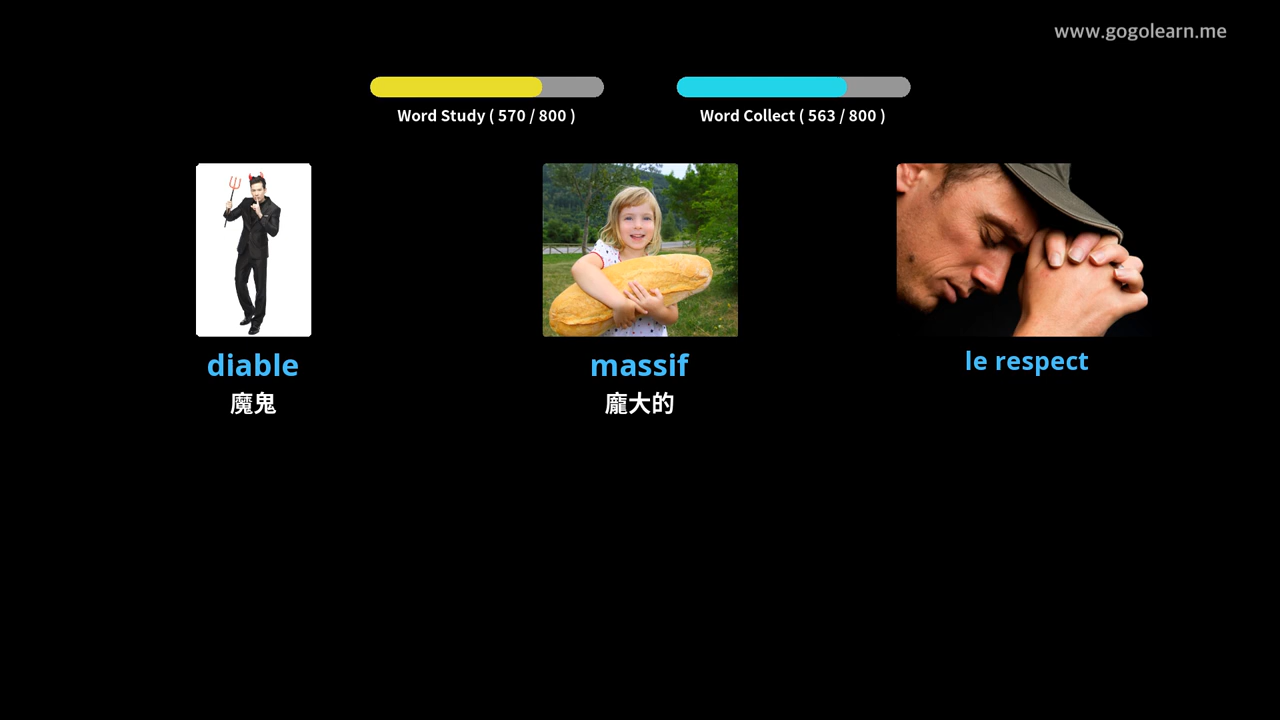 www.gogolearn.me
Word Study ( 570 / 800 )
Word Collect ( 563 / 800 )
diable
魔鬼
massif
龐大的
le respect